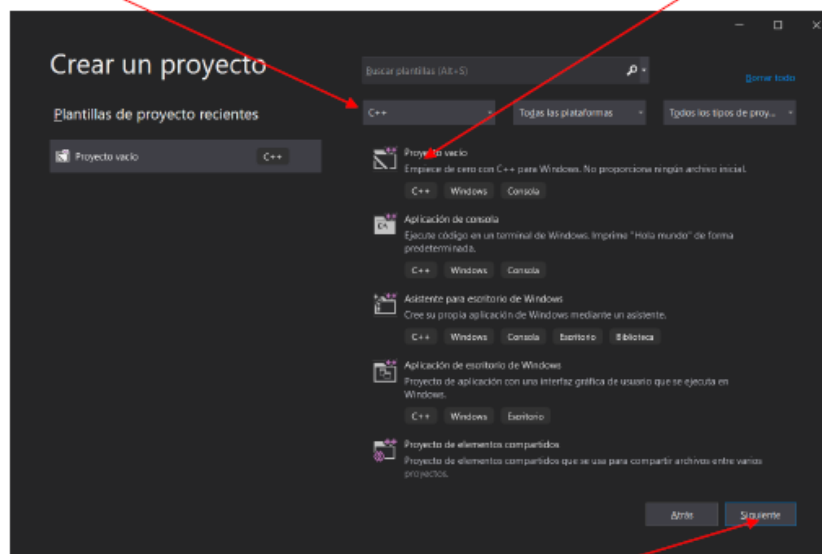 Crear un proyecto
Buscar plantillas (Alt+S)
Borrar todo
Plantillas de proyecto recientes
C++
Todas las plataformas
Todos los tipos de proy...
Proyecto vacío
C++
Proyecto vacío
Empiece de cero con C++ para Windows. No proporciona ningún archivo inicial.
C++ Windows Consola
Aplicación de consola
Ejecute código en un terminal de Windows. Imprime "Hola mundo" de forma
predeterminada.
C++ Windows Consola
Asistente para escritorio de Windows
Cree su propia aplicación de Windows mediante un asistente.
C++ Windows Consola Escritorio Biblioteca
Aplicación de escritorio de Windows
Proyecto de aplicación con una interfaz gráfica de usuario que se ejecuta en
Windows.
C++ Windows Escritorio
Proyecto de elementos compartidos
Proyecto de elementos compartidos que se usa para compartir archivos entre varios
proyectos.
Atrás
Siguiente